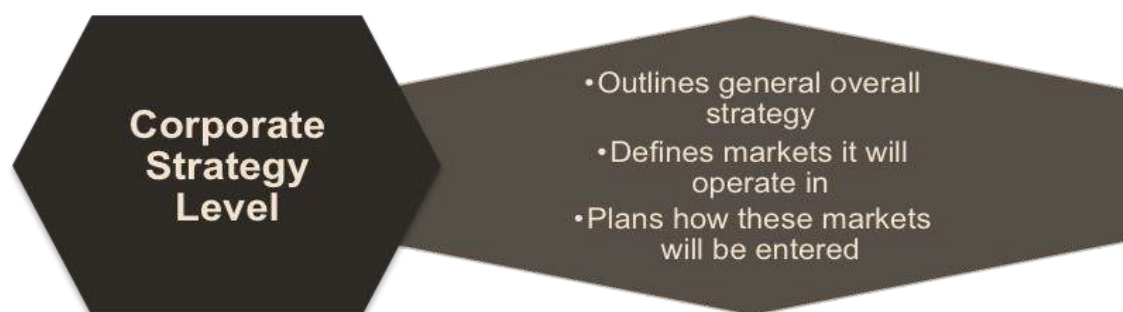 Corporate
Strategy
Level
•Outlines general overall
strategy
•Defines markets it will
operate in
•Plans how these markets
will be entered